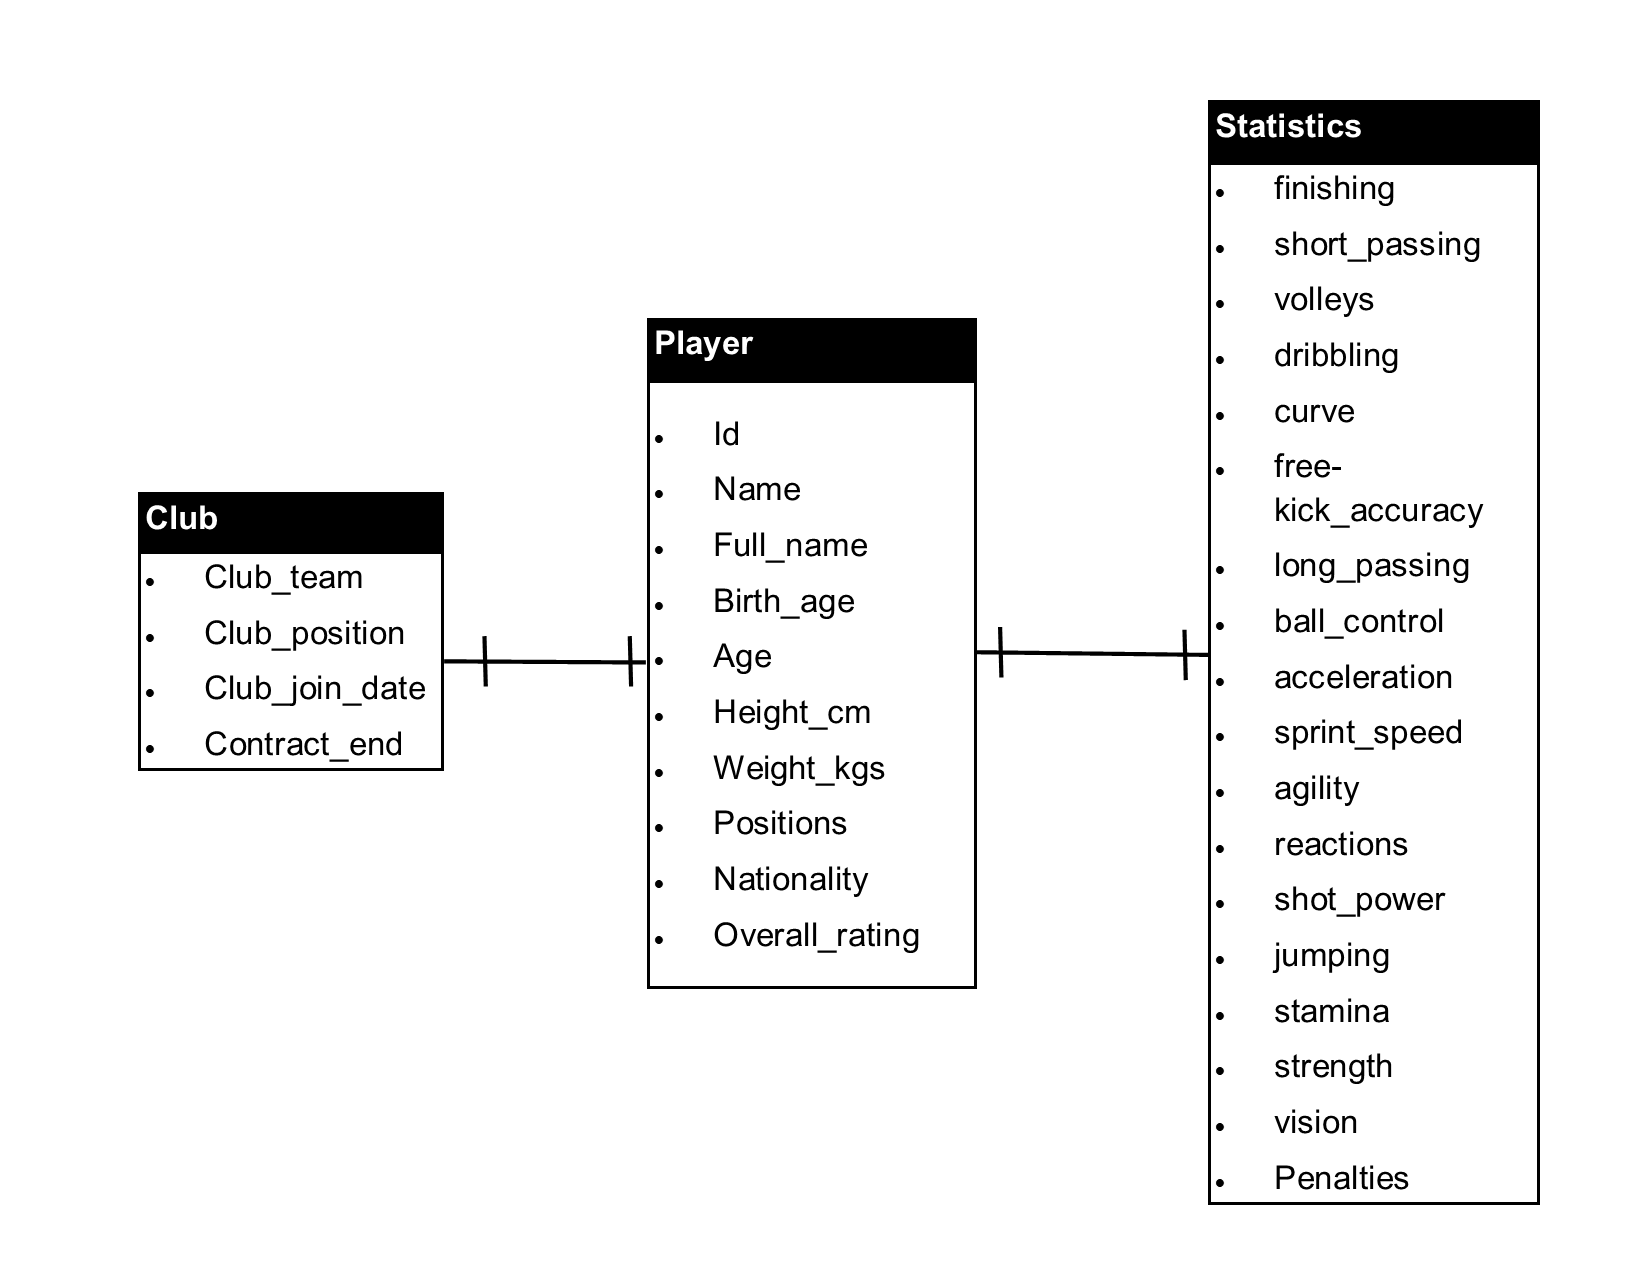 Club
Club_team
Club_position
Club_join_date
Contract_end
Player
Id
Name
Full_name
Birth_age
Age
Height_cm
Weight_kgs
Positions
Nationality
Overall_rating
Statistics
finishing
short_passing
volleys
dribbling
curve
free-
kick_accuracy
long_passing
ball_control
acceleration
sprint_speed
agility
reactions
shot_power
jumping
stamina
strength
vision
Penalties